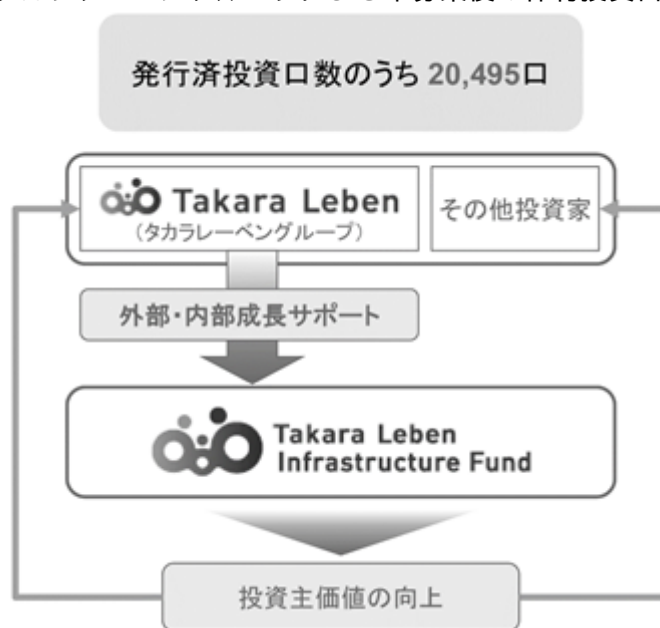 発行済投資口数のうち 20,495口
Takara Leben
（タカラレーベングループ）
その他投資家
外部・内部成長サポート
Takara Leben
Infrastructure Fund
投資主価値の向上